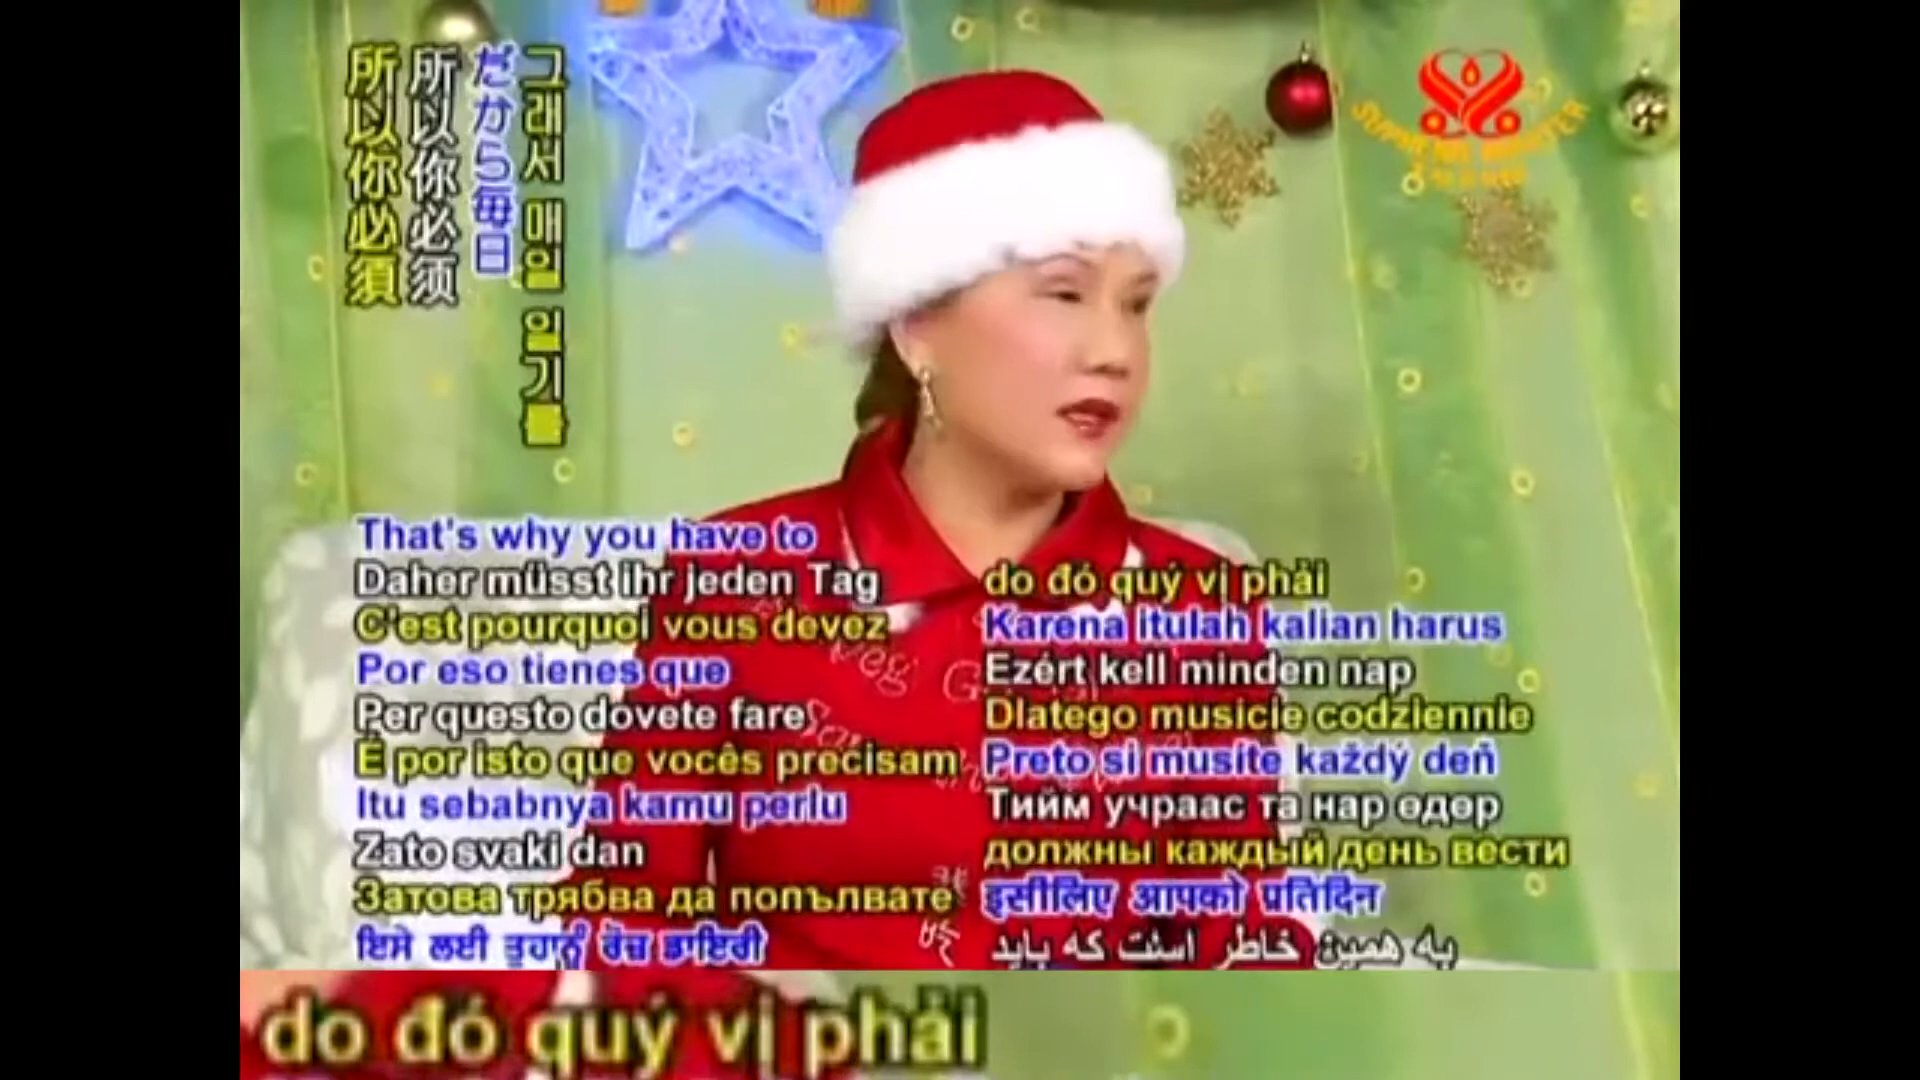 그래서 매일 일기를
だから毎日
所以你必须
所以你必須
SUPREME MASTER
That's why you have to
Daher müsst ihr jeden Tag
C'est pourquoi vous devez
Por eso tienes que
Per questo dovete fare
É por isto que vocês precisam
Itu sebabnya kamu perlu
Zato svaki dan
Затова трябва да попълвате
ਇਸੇ ਲਈ ਤੁਹਾਨੂੰ ਰੋਜ਼ ਡਾਇਰੀ
do đó quý vị phải
Karena itulah kalian harus
Ezért kell minden nap
Dlatego musicie codziennie
Preto si musíte každý deň
Тийм учраас та нар өдөр
должны каждый день вести
इसीलिए आपको प्रतिदिन
به همین خاطر است که باید
do đó quý vị phải